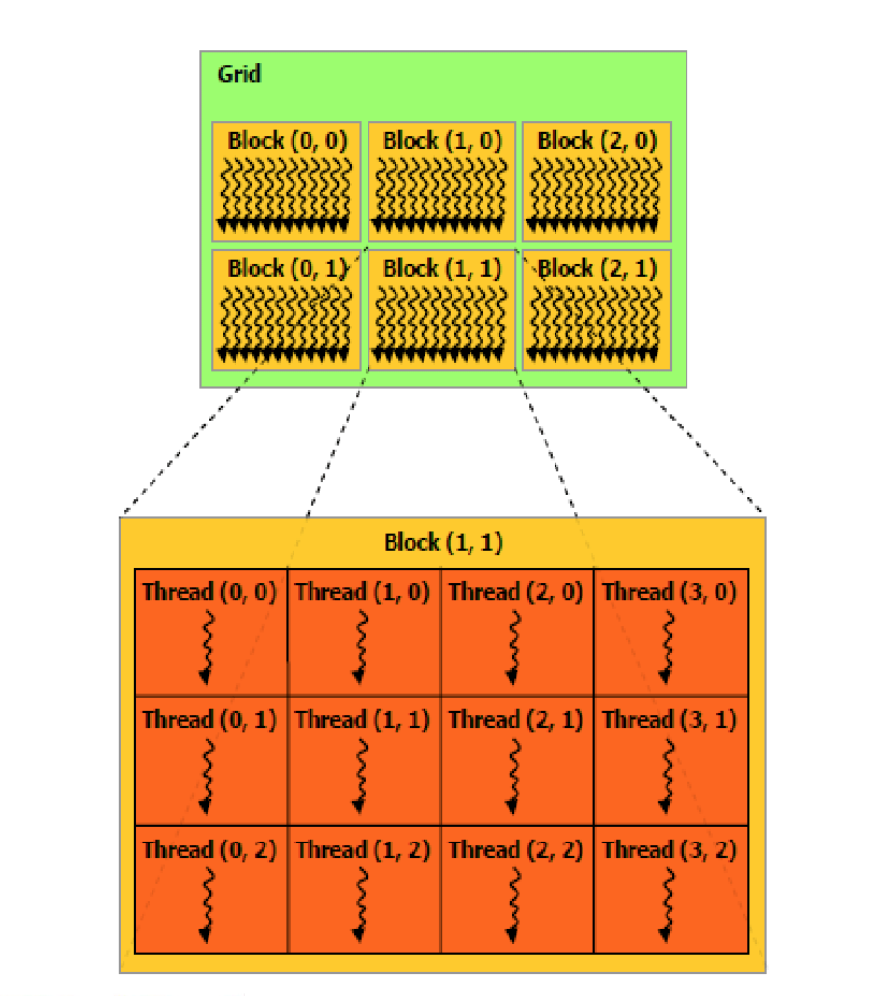 Grid
Block (0, 0) Block (1, 0) Block (2, 0)
Block (0, 1) Block (1, 1) Block (2, 1)
Block (1, 1)
Thread (0, 0) Thread (1, 0) Thread (2, 0) Thread (3, 0)
Thread (0, 1) Thread (1, 1) Thread (2, 1) Thread (3, 1)
Thread (0, 2) Thread (1, 2) Thread (2, 2) Thread (3, 2)